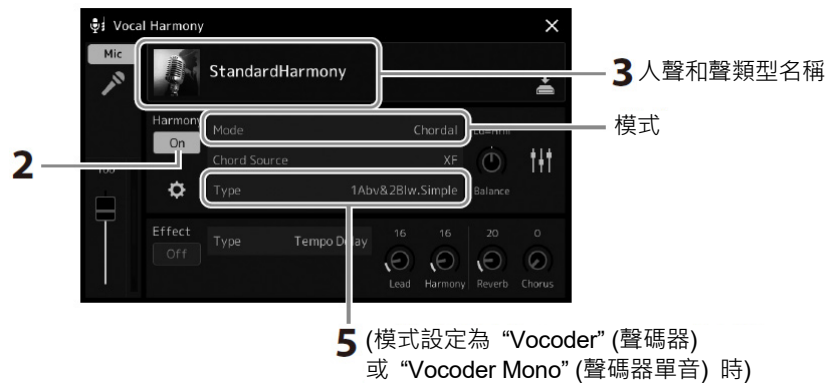 Vocal Harmony
Mic
StandardHarmony
3 人聲和聲類型名稱
Harmony
On
Mode Chordal
模式
2
Chord Source XF
Balance
100
Type 1Abv&2Blw.Simple
Effect
Off
Type Tempo Delay
16 16 20 0
Lead Harmony Reverb Chorus
5 (模式設定為 “Vocoder” (聲碼器)
或 “Vocoder Mono” (聲碼器單音) 時)